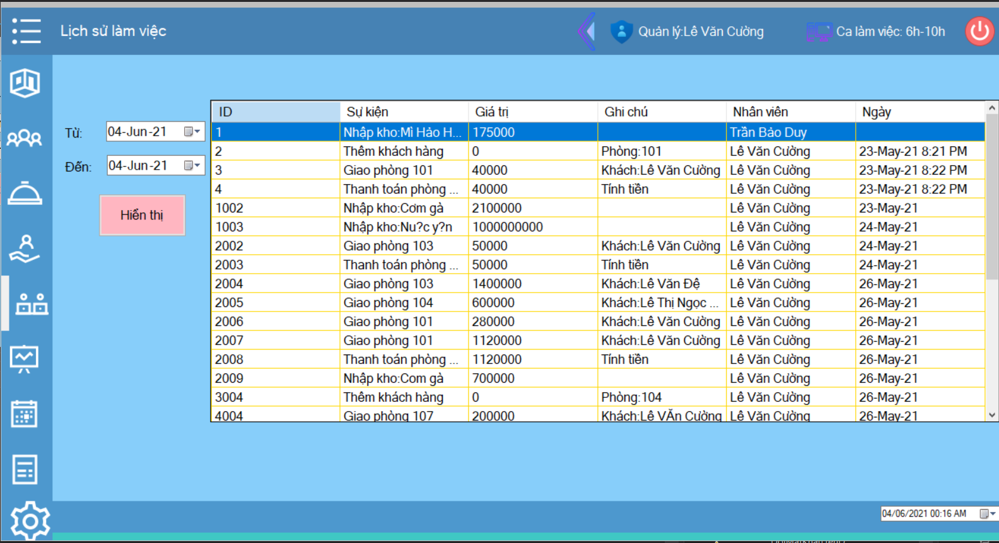 Lịch sử làm việc
Quản lý:Lê Văn Cường
Ca làm việc: 6h-10h
Từ: 04-Jun-21
Đến: 04-Jun-21
Hiển thị
ID Sự kiện Giá trị Ghi chú Nhân viên Ngày
1 Nhập kho:Mì Hảo H... 175000 Trần Bảo Duy
2 Thêm khách hàng 0 Phòng:101 Lê Văn Cường 23-May-21 8:21 PM
3 Giao phòng 101 40000 Khách:Lê Văn Cường Lê Văn Cường 23-May-21 8:22 PM
4 Thanh toán phòng ... 40000 Tính tiền Lê Văn Cường 23-May-21 8:22 PM
1002 Nhập kho:Cơm gà 2100000 Lê Văn Cường 23-May-21
1003 Nhập kho:Nu?c y?n 1000000000 Lê Văn Cường 24-May-21
2002 Giao phòng 103 50000 Khách:Lê Văn Cường Lê Văn Cường 24-May-21
2003 Thanh toán phòng ... 50000 Tính tiền Lê Văn Cường 24-May-21
2004 Giao phòng 103 1400000 Khách:Lê Văn Đệ Lê Văn Cường 26-May-21
2005 Giao phòng 104 600000 Khách:Lê Thị Ngọc ... Lê Văn Cường 26-May-21
2006 Giao phòng 101 280000 Khách:Lê Văn Cường Lê Văn Cường 26-May-21
2007 Giao phòng 101 1120000 Khách:Lê Văn Cường Lê Văn Cường 26-May-21
2008 Thanh toán phòng ... 1120000 Tính tiền Lê Văn Cường 26-May-21
2009 Nhập kho:Com gà 700000 Lê Văn Cường 26-May-21
3004 Thêm khách hàng 0 Phòng:104 Lê Văn Cường 26-May-21
4004 Giao phòng 107 200000 Khách:Lê VĂn Cường Lê Văn Cường 26-May-21
04/06/2021 00:16 AM